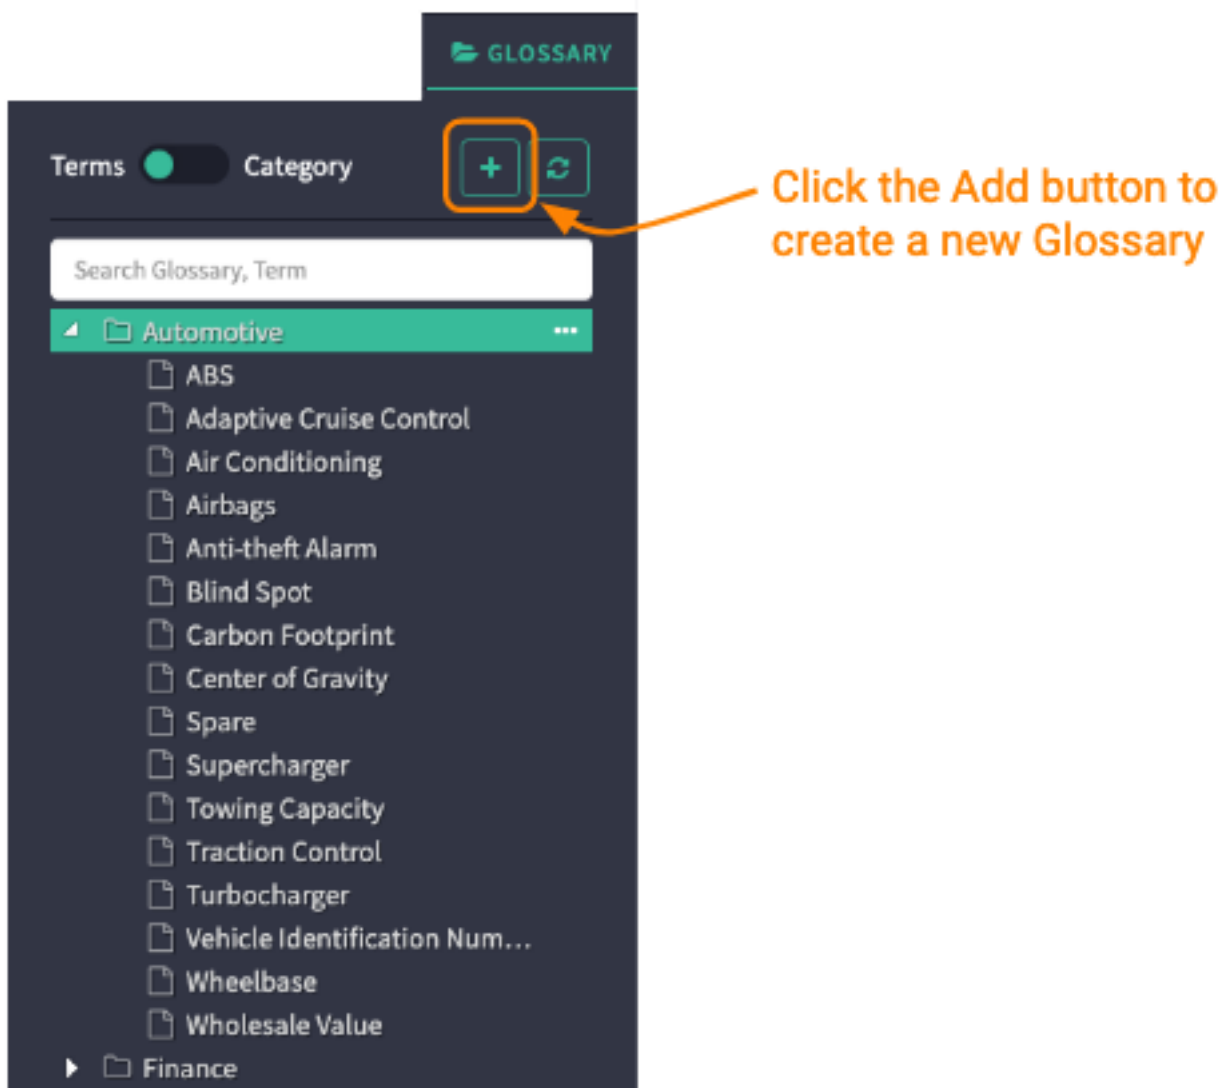 GLOSSARY
Terms Category
Click the Add button to
create a new Glossary
Search Glossary, Term
Automotive
ABS
Adaptive Cruise Control
Air Conditioning
Airbags
Anti-theft Alarm
Blind Spot
Carbon Footprint
Center of Gravity
Spare
Supercharger
Towing Capacity
Traction Control
Turbocharger
Vehicle Identification Num...
Wheelbase
Wholesale Value
Finance